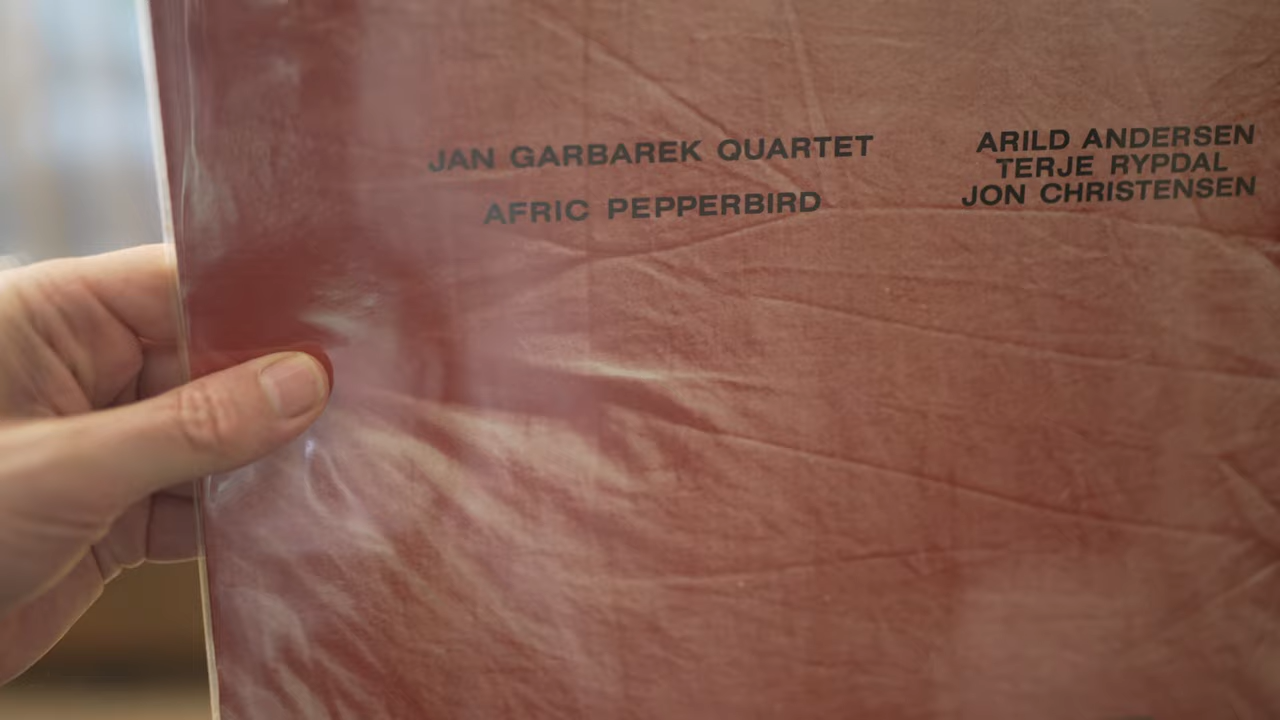 JAN GARBAREK QUARTET
AFRIC PEPPERBIRD
ARILD ANDERSEN
TERJE RYPDAL
JON CHRISTENSEN